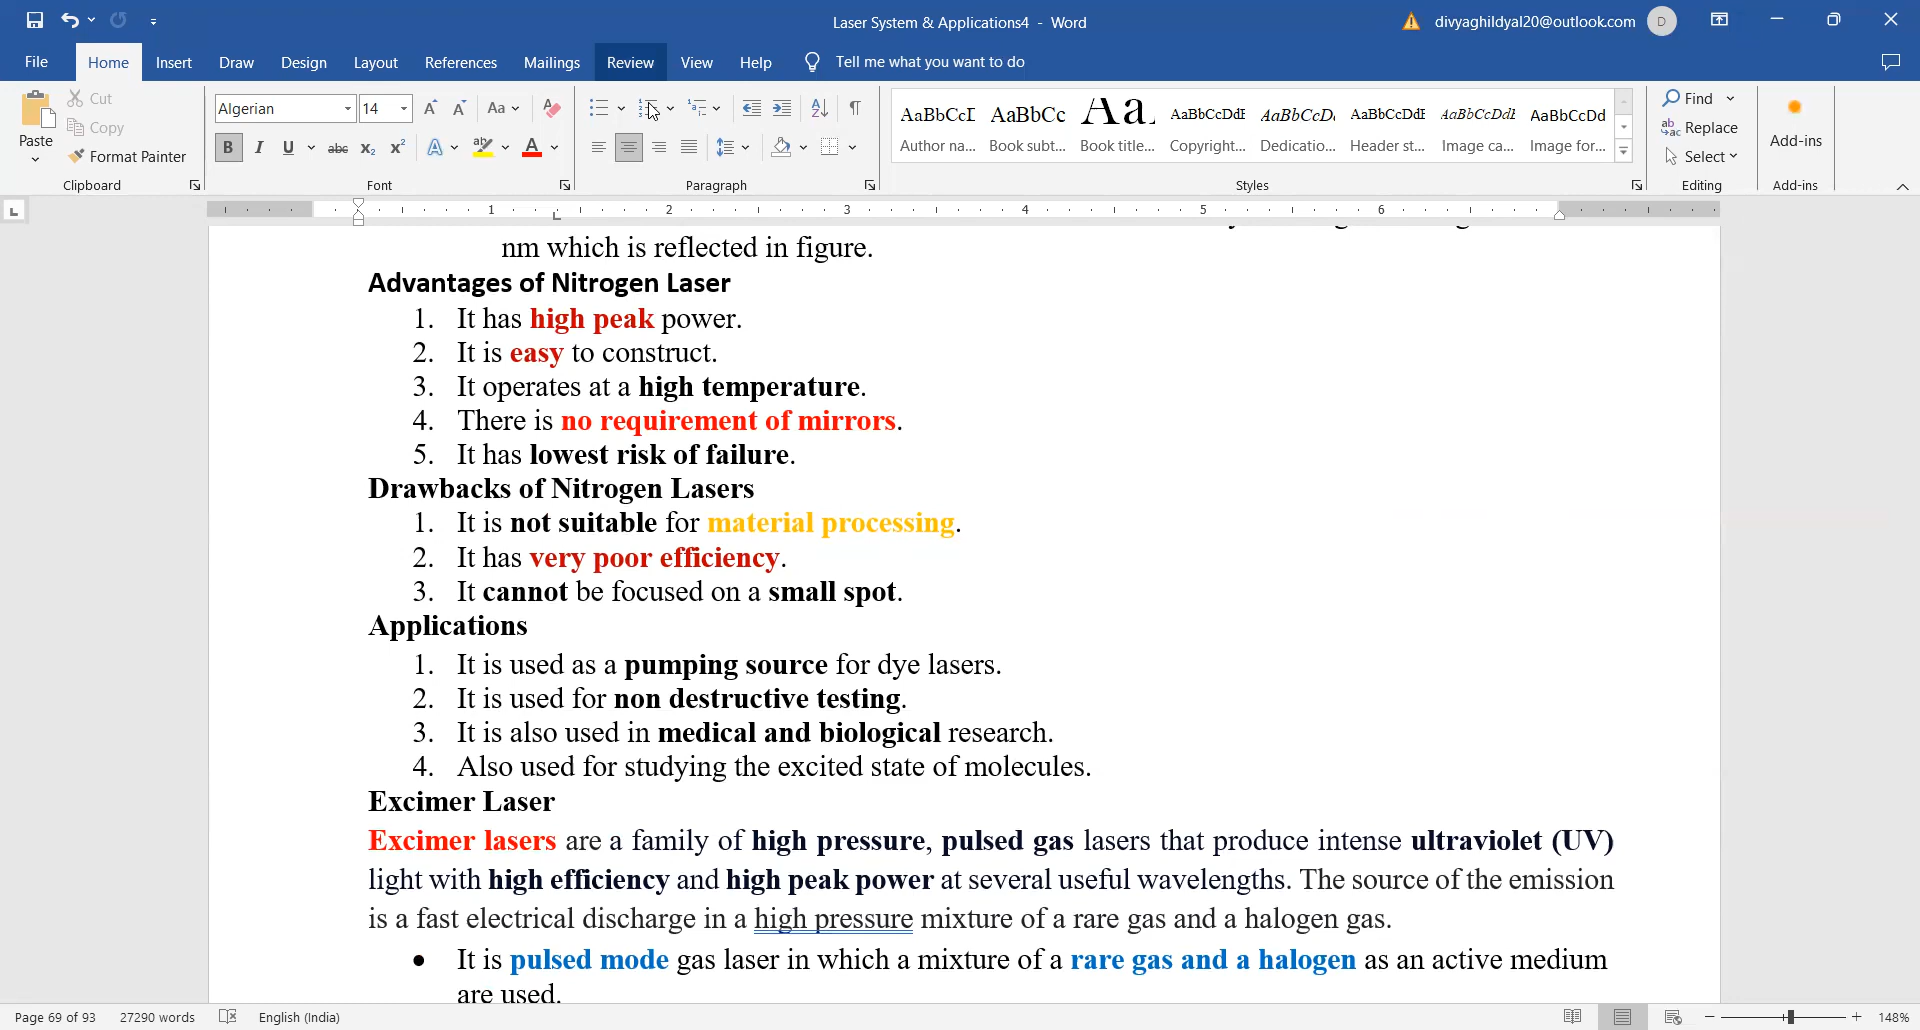 Laser System & Applications4 - Word
divyaghildyal20@outlook.com D
File Home Insert Draw Design Layout References Mailings Review View Help Tell me what you want to do
Cut
Copy
Format Painter
Paste
Clipboard
Algerian 14 Aa
B I U abc x₂ x² A ab A
Font
Paragraph
AaBbCcI AaBbCc Aa. AaBbCcDdE AaBbCcD AaBbCcDdE AaBbCcDdI AaBbCcDd
Author na... Book subt... Book title... Copyright... Dedicatio... Header st... Image ca... Image for...
Styles
Find
Replace
Select
Editing
Add-ins
Add-ins
L 1 2 3 4 5 6
nm which is reflected in figure.
Advantages of Nitrogen Laser
1. It has high peak power.
2. It is easy to construct.
3. It operates at a high temperature.
4. There is no requirement of mirrors.
5. It has lowest risk of failure.
Drawbacks of Nitrogen Lasers
1. It is not suitable for material processing.
2. It has very poor efficiency.
3. It cannot be focused on a small spot.
Applications
1. It is used as a pumping source for dye lasers.
2. It is used for non destructive testing.
3. It is also used in medical and biological research.
4. Also used for studying the excited state of molecules.
Excimer Laser
Excimer lasers are a family of high pressure, pulsed gas lasers that produce intense ultraviolet (UV)
light with high efficiency and high peak power at several useful wavelengths. The source of the emission
is a fast electrical discharge in a high pressure mixture of a rare gas and a halogen gas.
• It is pulsed mode gas laser in which a mixture of a rare gas and a halogen as an active medium
are used.
Page 69 of 93 27290 words English (India) 148%